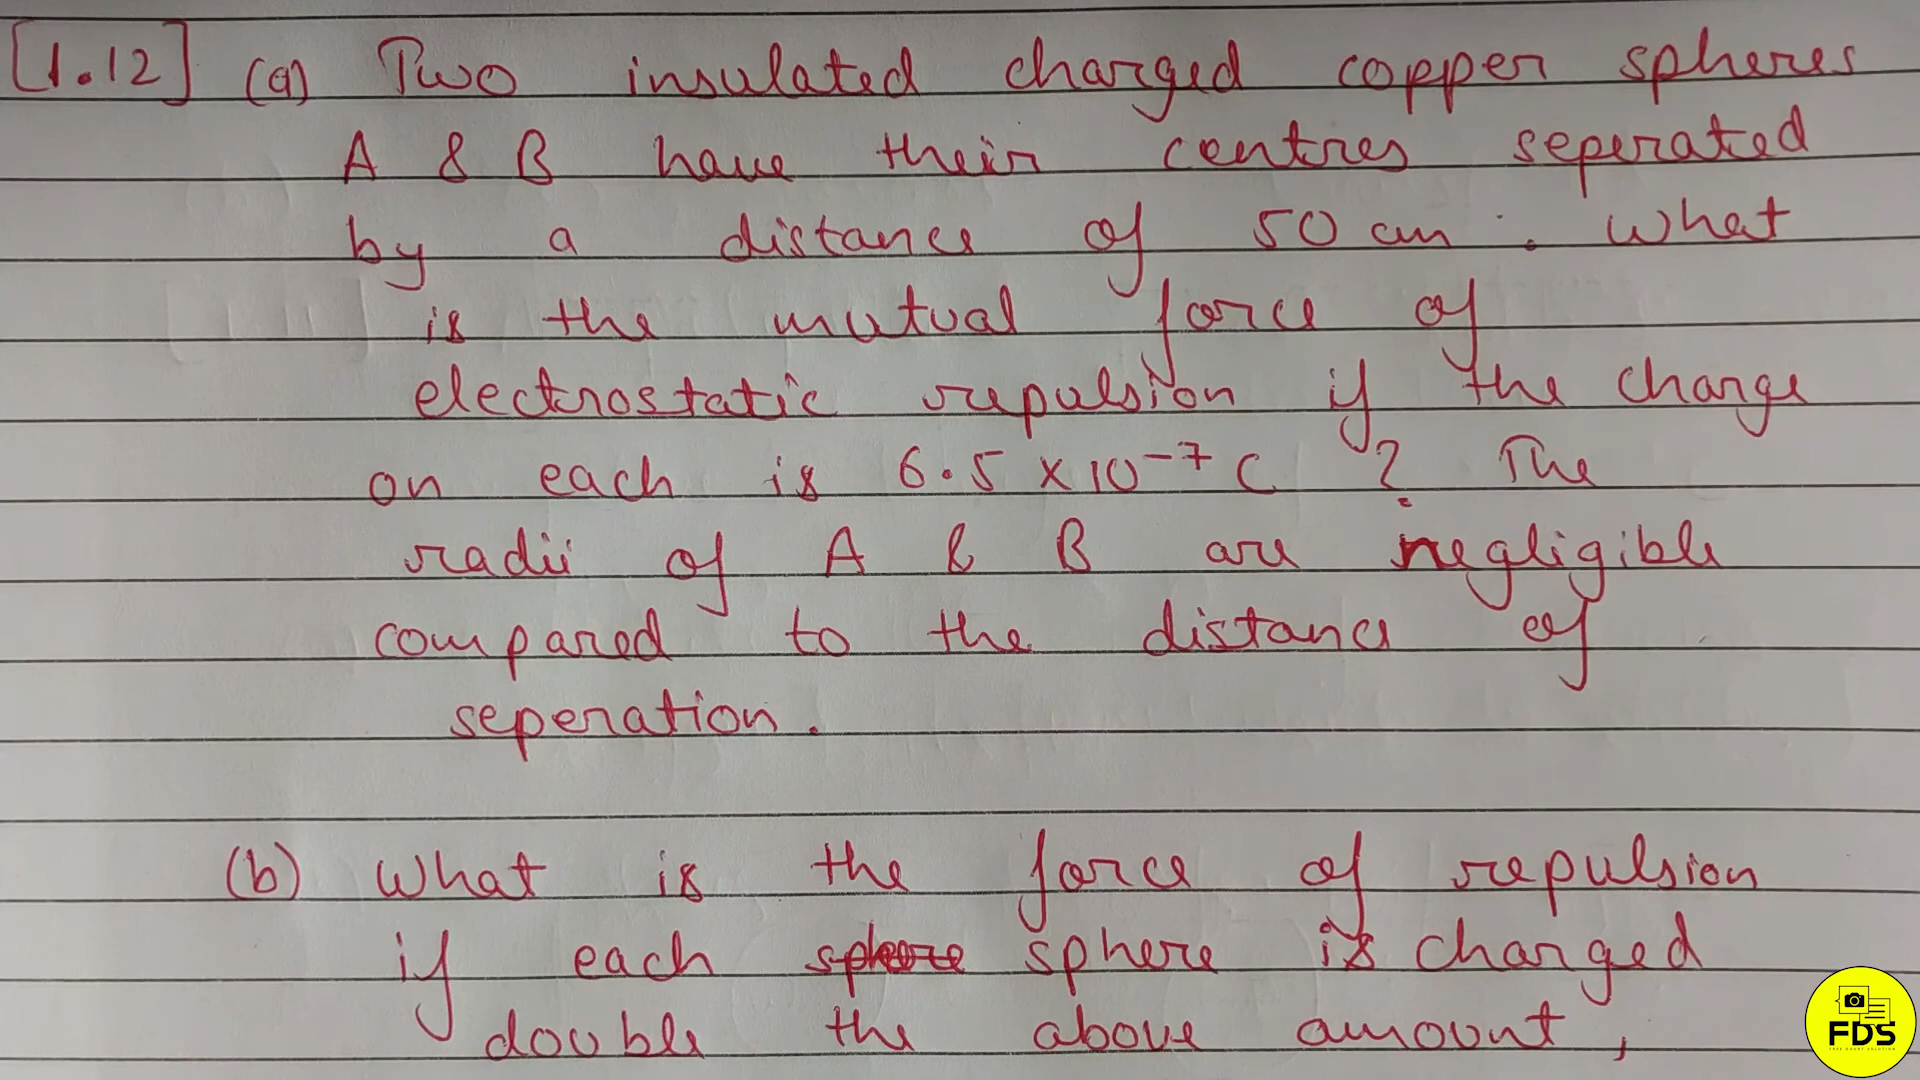 [1.12] (a) Two insulated charged copper spheres
A & B have their centres seperated
by a distance of 50 cm . What
is the mutual force of
electrostatic repulsion if the charge
on each is 6.5 x 10⁻⁷ C ? The
radii of A & B are negligible
compared to the distance of
seperation.
(b) What is the force of repulsion
if each sphere is charged
double the above amount,
FDS